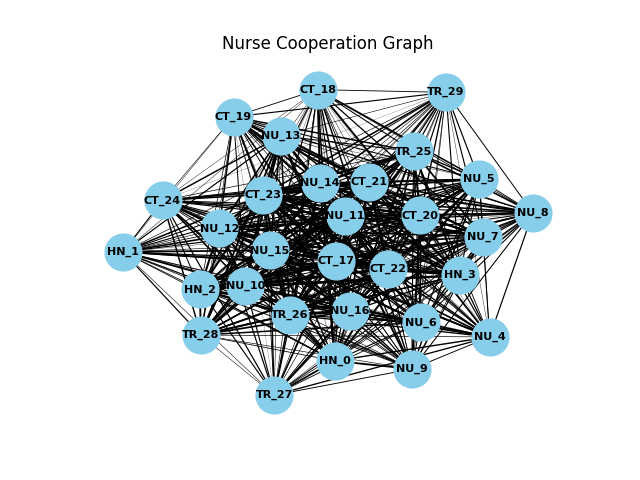 Nurse Cooperation Graph
CT_18
TR_29
CT_19
NU_13
TR_25
NU_5
NU_14
CT_21
CT_23
CT_24
NU_8
NU_11
CT_20
NU_12
NU_7
NU_15
HN_1
CT_17
CT_22
HN_3
NU_10
HN_2
NU_16
TR_26
NU_6
TR_28
NU_4
HN_0
NU_9
TR_27